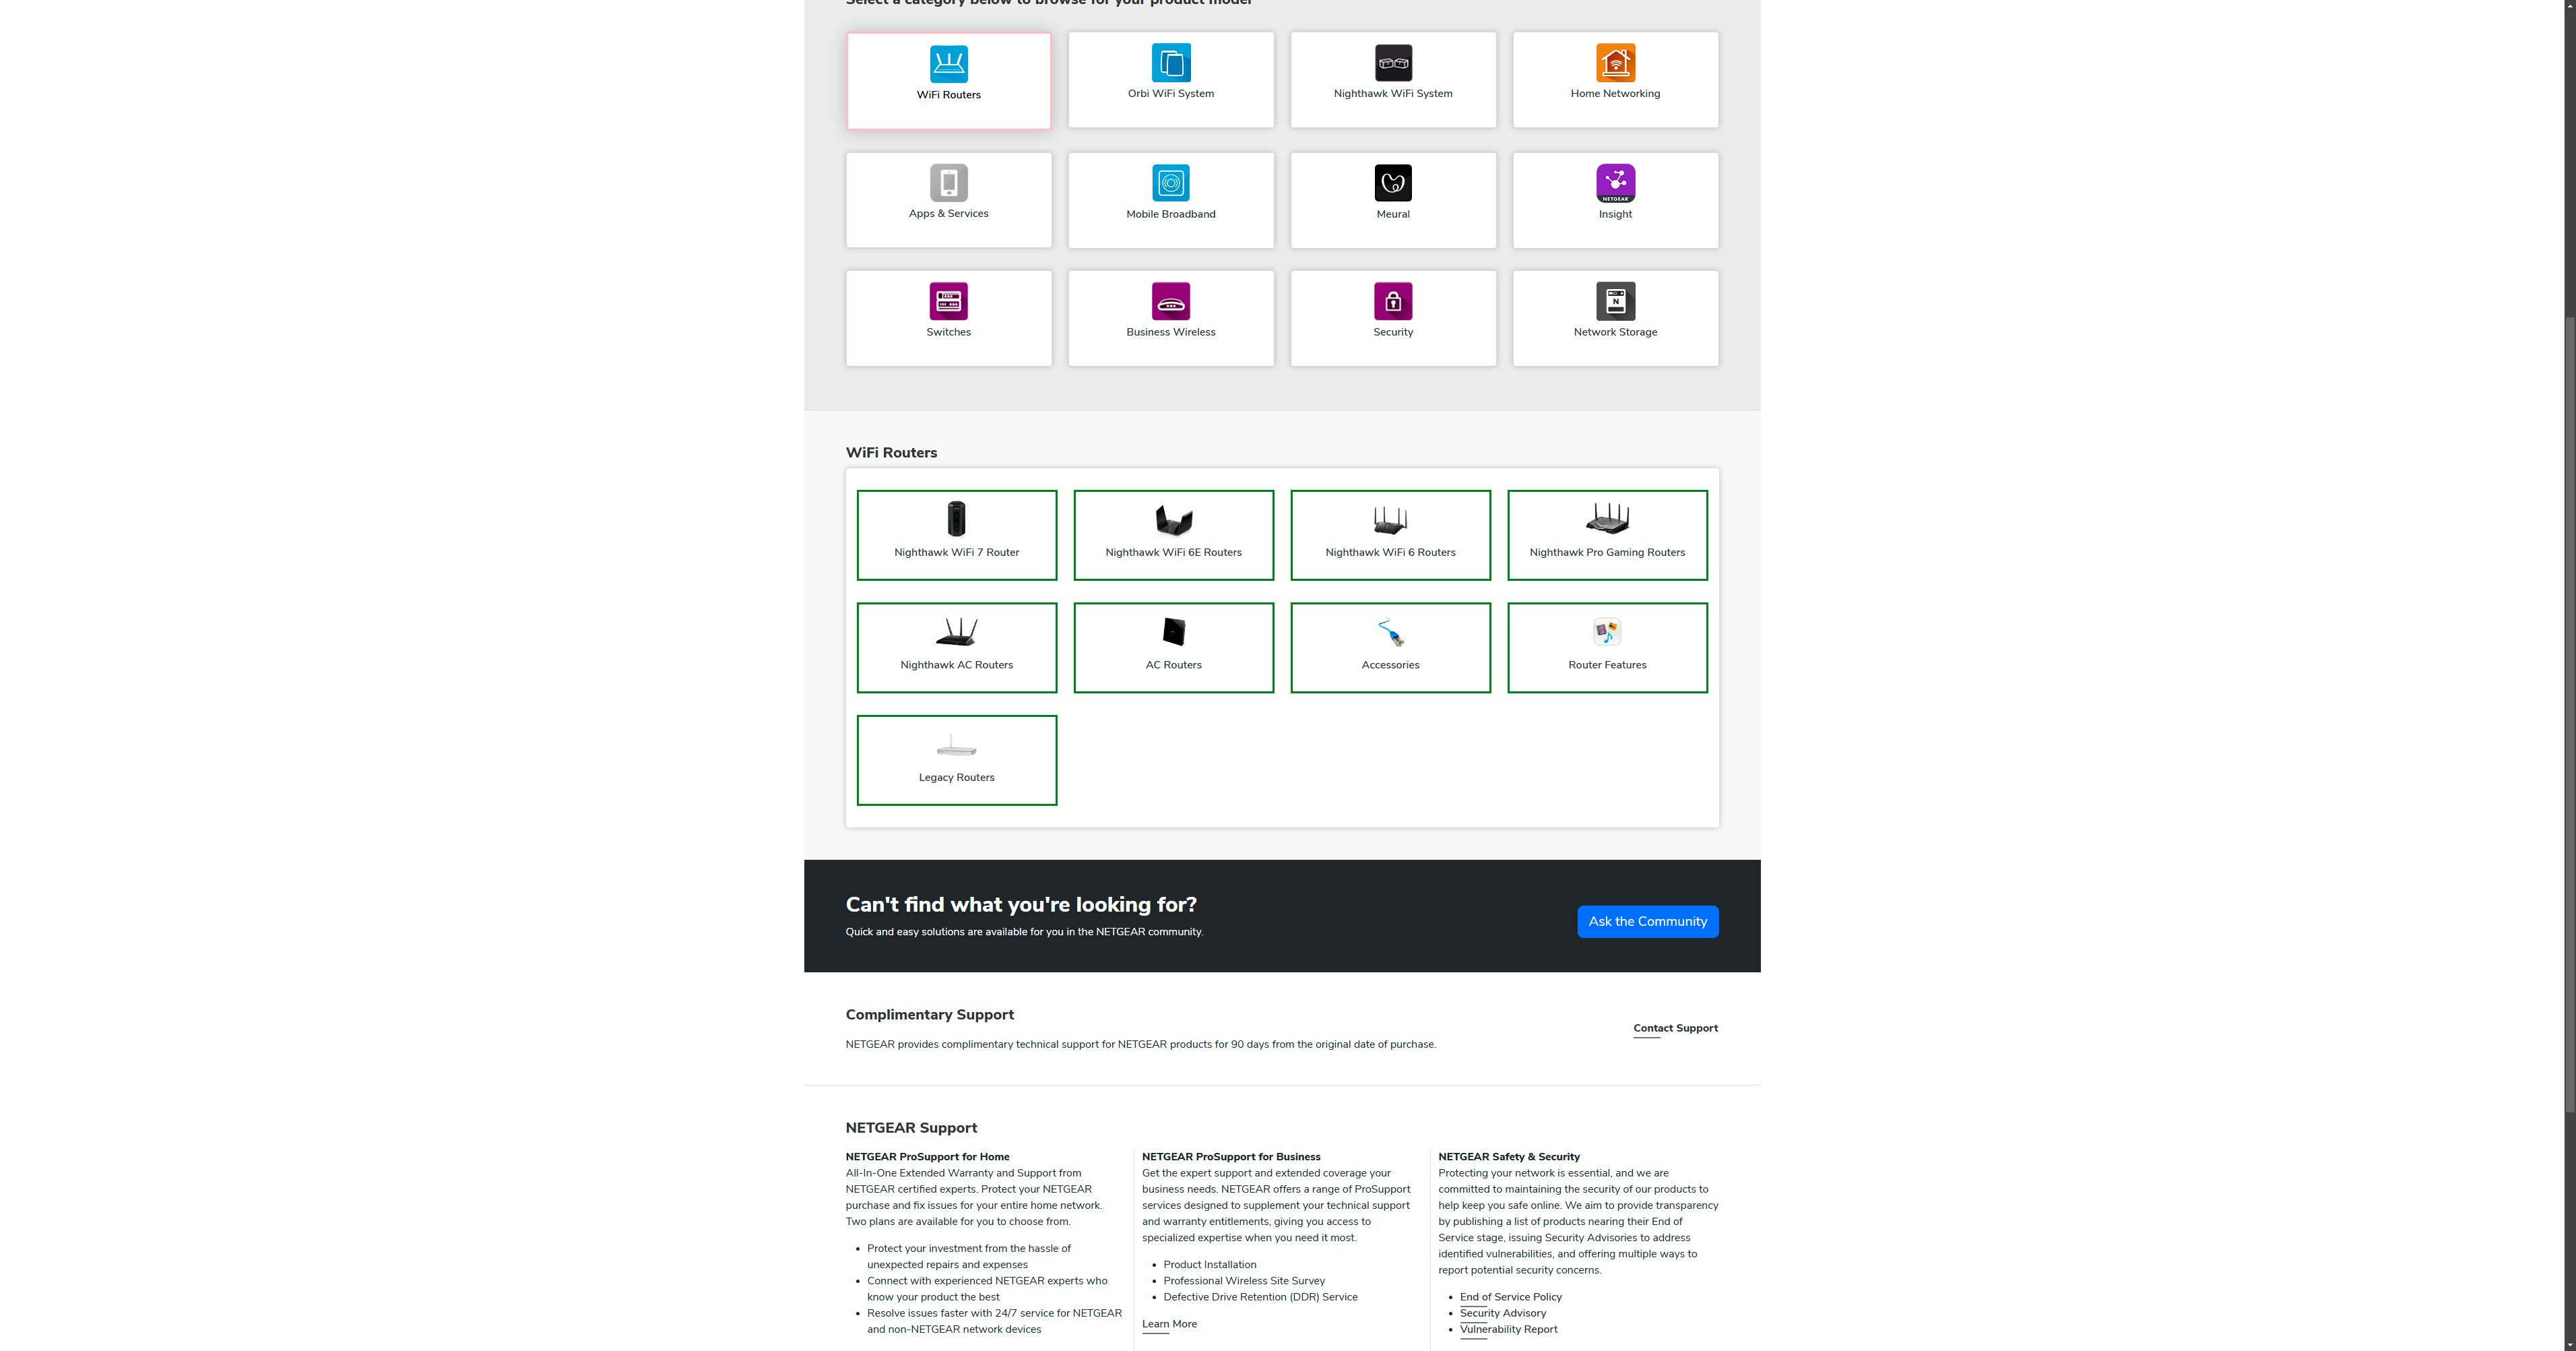 Select a category below to browse for your product model
WiFi Routers
Orbi WiFi System
Nighthawk WiFi System
Home Networking
Apps & Services
Mobile Broadband
Meural
NETGEAR
Insight
Switches
Business Wireless
Security
N
Network Storage
WiFi Routers
Nighthawk WiFi 7 Router
Nighthawk WiFi 6E Routers
Nighthawk WiFi 6 Routers
Nighthawk Pro Gaming Routers
Nighthawk AC Routers
AC Routers
Accessories
Router Features
Legacy Routers
Can't find what you're looking for?
Quick and easy solutions are available for you in the NETGEAR community.
Ask the Community
Complimentary Support
NETGEAR provides complimentary technical support for NETGEAR products for 90 days from the original date of purchase.
Contact Support
NETGEAR Support
NETGEAR ProSupport for Home
All-In-One Extended Warranty and Support from
NETGEAR certified experts. Protect your NETGEAR
purchase and fix issues for your entire home network.
Two plans are available for you to choose from.
• Protect your investment from the hassle of
unexpected repairs and expenses
• Connect with experienced NETGEAR experts who
know your product the best
• Resolve issues faster with 24/7 service for NETGEAR
and non-NETGEAR network devices
NETGEAR ProSupport for Business
Get the expert support and extended coverage your
business needs. NETGEAR offers a range of ProSupport
services designed to supplement your technical support
and warranty entitlements, giving you access to
specialized expertise when you need it most.
• Product Installation
• Professional Wireless Site Survey
• Defective Drive Retention (DDR) Service
Learn More
NETGEAR Safety & Security
Protecting your network is essential, and we are
committed to maintaining the security of our products to
help keep you safe online. We aim to provide transparency
by publishing a list of products nearing their End of
Service stage, issuing Security Advisories to address
identified vulnerabilities, and offering multiple ways to
report potential security concerns.
• End of Service Policy
• Security Advisory
• Vulnerability Report